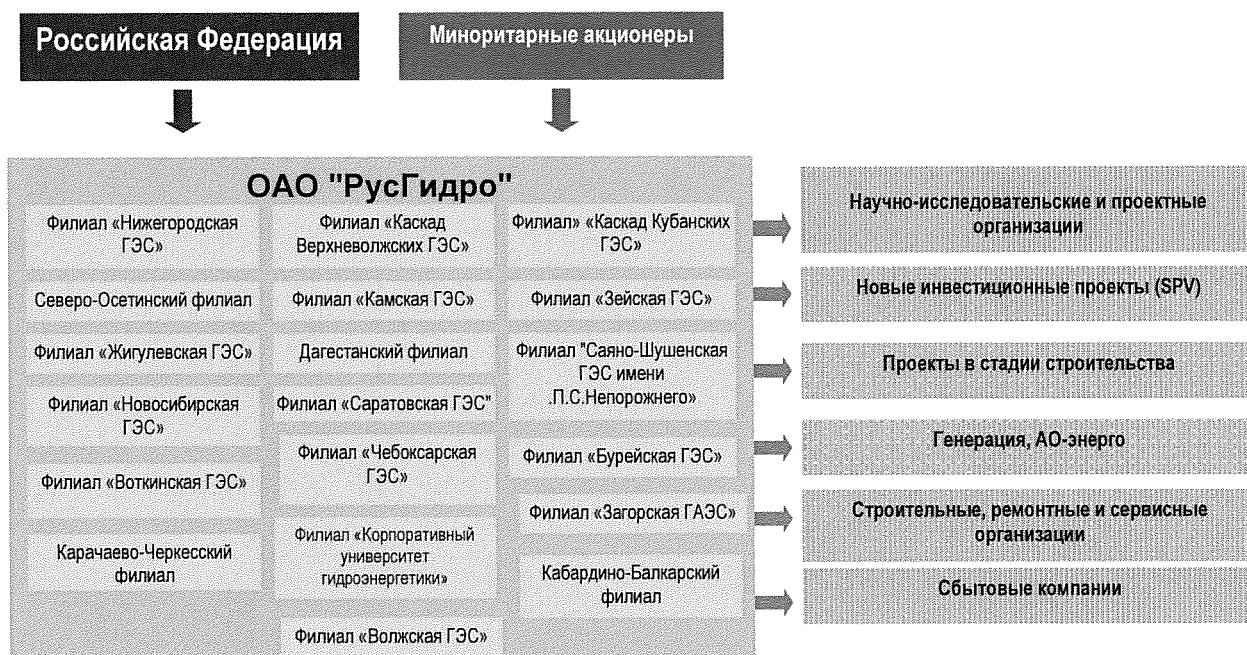 Российская Федерация
Миноритарные акционеры
ОАО "РусГидро"
Филиал «Нижегородская
ГЭС»
Северо-Осетинский филиал
Филиал «Жигулевская ГЭС»
Филиал «Новосибирская
ГЭС»
Филиал «Воткинская ГЭС»
Карачаево-Черкесский
филиал
Филиал «Каскад
Верхневолжских ГЭС»
Филиал «Камская ГЭС»
Дагестанский филиал
Филиал «Саратовская ГЭС"
Филиал «Чебоксарская
ГЭС»
Филиал «Корпоративный
университет
гидроэнергетики»
Филиал «Волжская ГЭС»
Филиал» «Каскад Кубанских
ГЭС»
Филиал «Зейская ГЭС»
Филиал "Саяно-Шушенская
ГЭС имени
.П.С.Непорожнего»
Филиал «Бурейская ГЭС»
Филиал «Загорская ГАЭС»
Кабардино-Балкарский
филиал
Научно-исследовательские и проектные
организации
Новые инвестиционные проекты (SPV)
Проекты в стадии строительства
Генерация, АО-энерго
Строительные, ремонтные и сервисные
организации
Сбытовые компании